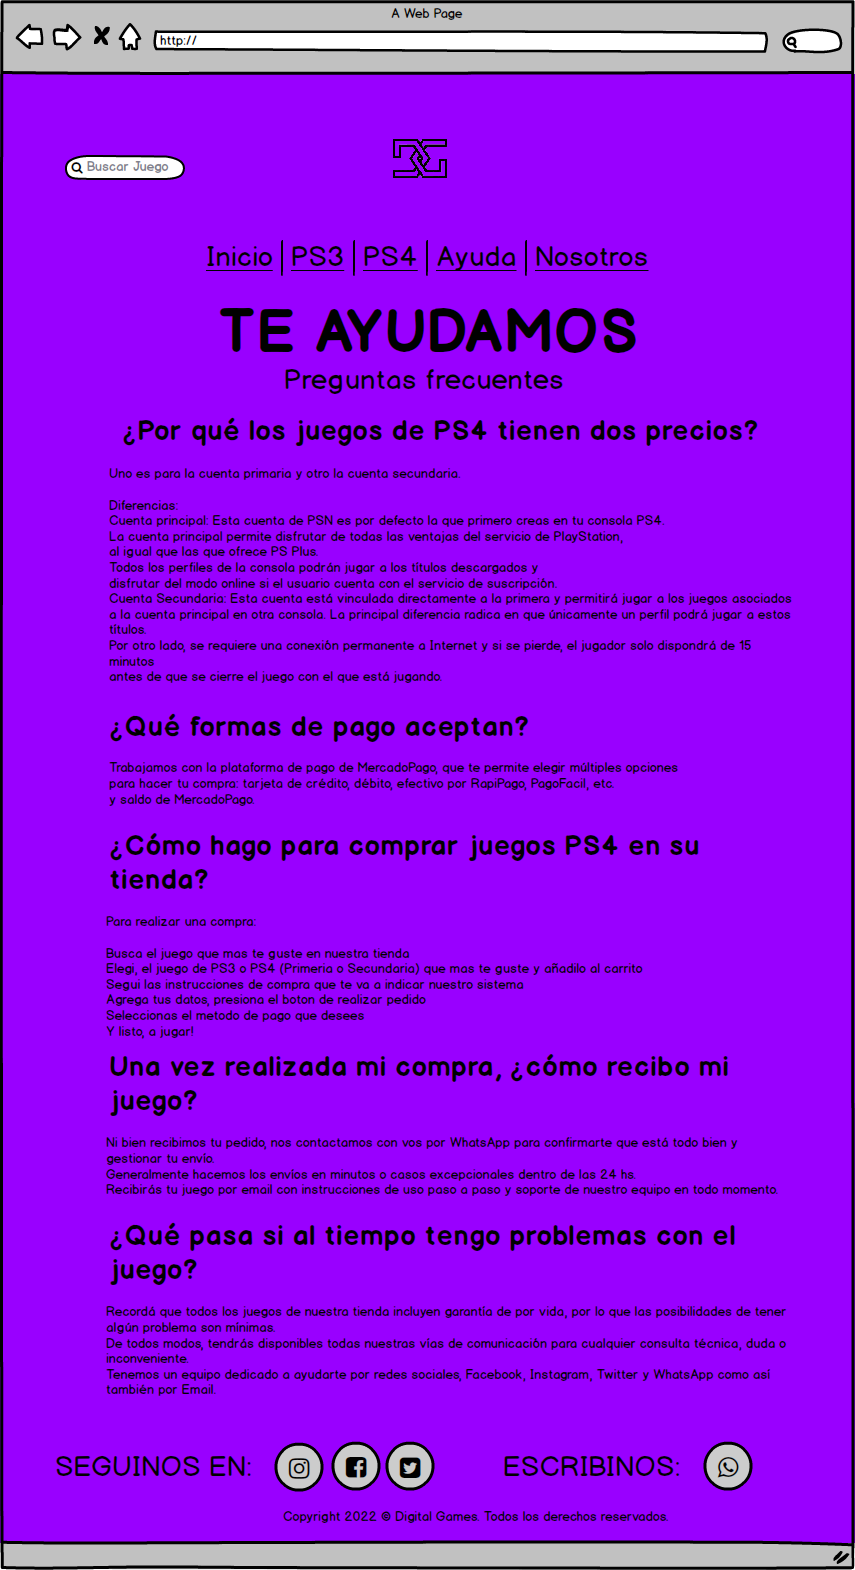 A Web Page
http://
Buscar Juego
Inicio PS3 PS4 Ayuda Nosotros
TE AYUDAMOS
Preguntas frecuentes
¿Por qué los juegos de PS4 tienen dos precios?
Uno es para la cuenta primaria y otro la cuenta secundaria.
Diferencias:
Cuenta principal: Esta cuenta de PSN es por defecto la que primero creas en tu consola PS4.
La cuenta principal permite disfrutar de todas las ventajas del servicio de PlayStation,
al igual que las que ofrece PS Plus.
Todos los perfiles de la consola podrán jugar a los títulos descargados y
disfrutar del modo online si el usuario cuenta con el servicio de suscripción.
Cuenta Secundaria: Esta cuenta está vinculada directamente a la primera y permitirá jugar a los juegos asociados
a la cuenta principal en otra consola. La principal diferencia radica en que únicamente un perfil podrá jugar a estos
títulos.
Por otro lado, se requiere una conexión permanente a Internet y si se pierde, el jugador solo dispondrá de 15
minutos
antes de que se cierre el juego con el que está jugando.
¿Qué formas de pago aceptan?
Trabajamos con la plataforma de pago de MercadoPago, que te permite elegir múltiples opciones
para hacer tu compra: tarjeta de crédito, débito, efectivo por RapiPago, PagoFacil, etc.
y saldo de MercadoPago.
¿Cómo hago para comprar juegos PS4 en su
tienda?
Para realizar una compra:
Busca el juego que mas te guste en nuestra tienda
Elegi, el juego de PS3 o PS4 (Primeria o Secundaria) que mas te guste y añadilo al carrito
Segui las instrucciones de compra que te va a indicar nuestro sistema
Agrega tus datos, presiona el boton de realizar pedido
Seleccionas el metodo de pago que desees
Y listo, a jugar!
Una vez realizada mi compra, ¿cómo recibo mi
juego?
Ni bien recibimos tu pedido, nos contactamos con vos por WhatsApp para confirmarte que está todo bien y
gestionar tu envío.
Generalmente hacemos los envíos en minutos o casos excepcionales dentro de las 24 hs.
Recibirás tu juego por email con instrucciones de uso paso a paso y soporte de nuestro equipo en todo momento.
¿Qué pasa si al tiempo tengo problemas con el
juego?
Recordá que todos los juegos de nuestra tienda incluyen garantía de por vida, por lo que las posibilidades de tener
algún problema son mínimas.
De todos modos, tendrás disponibles todas nuestras vías de comunicación para cualquier consulta técnica, duda o
inconveniente.
Tenemos un equipo dedicado a ayudarte por redes sociales, Facebook, Instagram, Twitter y WhatsApp como así
también por Email.
SEGUINOS EN: ESCRIBINOS:
Copyright 2022 © Digital Games. Todos los derechos reservados.